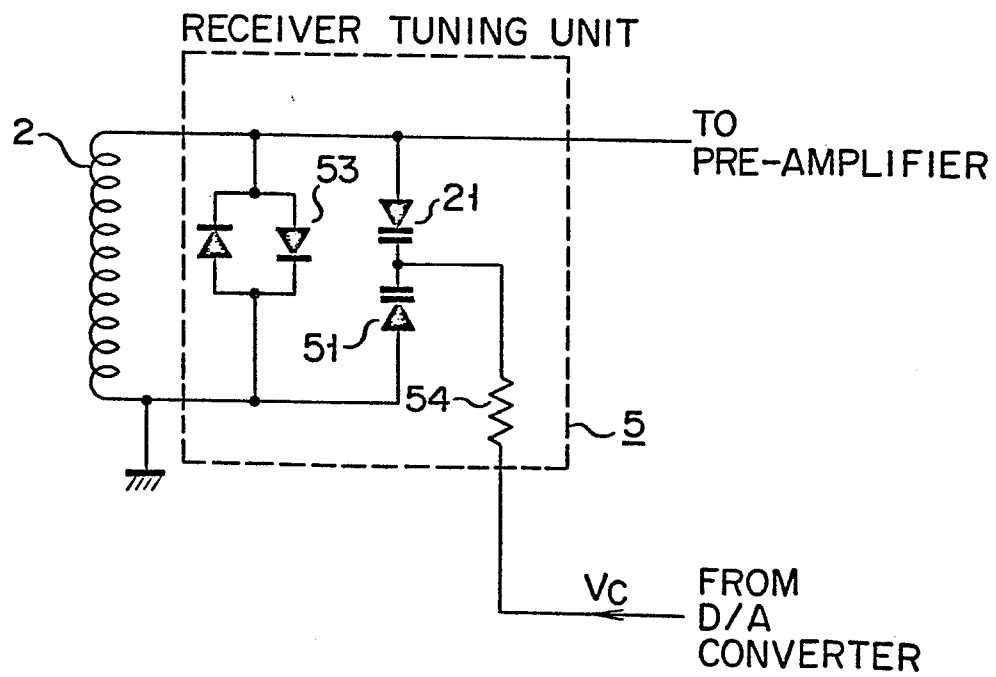 RECEIVER TUNING UNIT
2
TO
PRE-AMPLIFIER
53
21
51
54
5
VC
FROM
D/A
CONVERTER